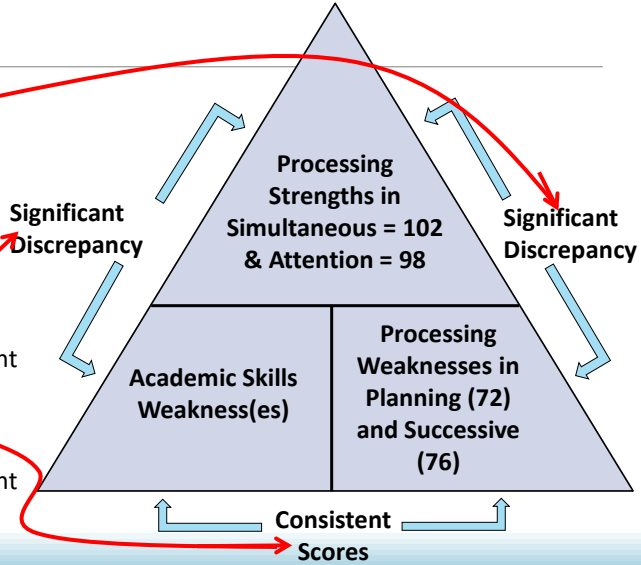 Processing
Strengths in
Simultaneous = 102
& Attention = 98
Significant
Discrepancy
Significant
Discrepancy
Academic Skills
Weakness(es)
Processing
Weaknesses in
Planning (72)
and Successive
(76)
Consistent
Scores